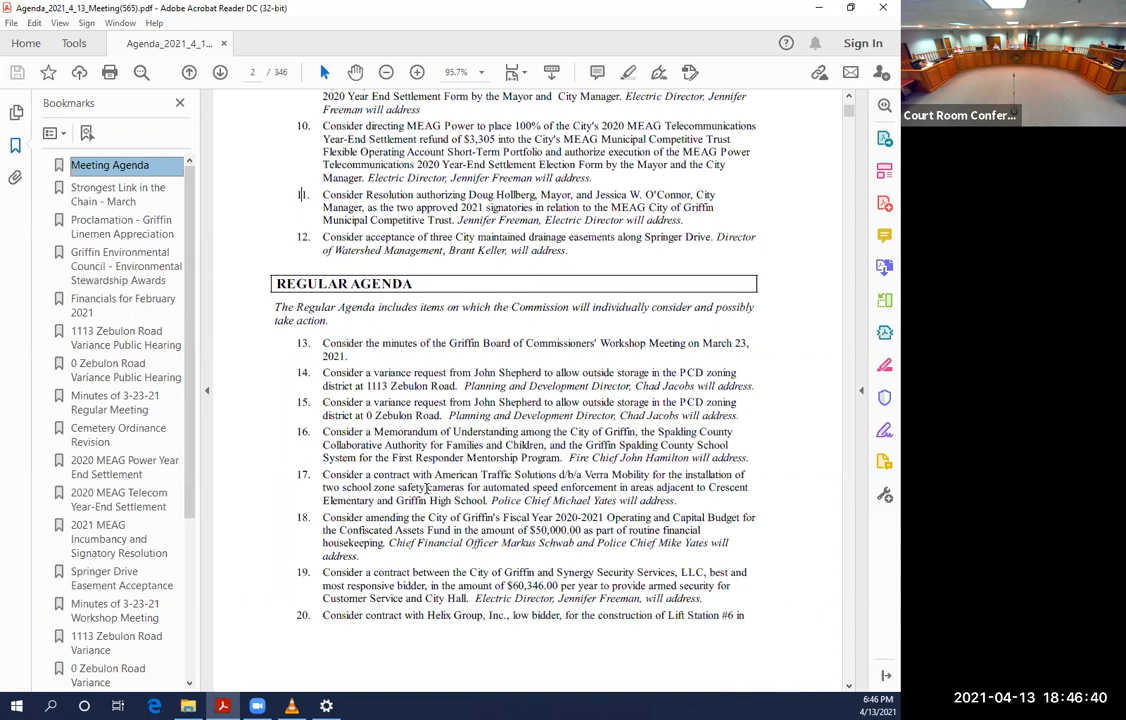 Agenda_2021_4_13_Meeting(565).pdf - Adobe Acrobat Reader DC (32-bit)
File Edit View Sign Window Help
Home Tools Agenda_2021_4_1... × Sign In
2 / 346 95.7%
Bookmarks
Meeting Agenda
Strongest Link in the
Chain - March
Proclamation - Griffin
Linemen Appreciation
Griffin Environmental
Council - Environmental
Stewardship Awards
Financials for February
2021
1113 Zebulon Road
Variance Public Hearing
0 Zebulon Road
Variance Public Hearing
Minutes of 3-23-21
Regular Meeting
Cemetery Ordinance
Revision
2020 MEAG Power Year
End Settlement
2020 MEAG Telecom
Year-End Settlement
2021 MEAG
Incumbancy and
Signatory Resolution
Springer Drive
Easement Acceptance
Minutes of 3-23-21
Workshop Meeting
1113 Zebulon Road
Variance
0 Zebulon Road
Variance
2020 Year End Settlement Form by the Mayor and City Manager. Electric Director, Jennifer
Freeman will address
10. Consider directing MEAG Power to place 100% of the City's 2020 MEAG Telecommunications
Year-End Settlement refund of $3,305 into the City's MEAG Municipal Competitive Trust
Flexible Operating Account Short-Term Portfolio and authorize execution of the MEAG Power
Telecommunications 2020 Year-End Settlement Election Form by the Mayor and the City
Manager. Electric Director, Jennifer Freeman will address.
11. Consider Resolution authorizing Doug Hollberg, Mayor, and Jessica W. O'Connor, City
Manager, as the two approved 2021 signatories in relation to the MEAG City of Griffin
Municipal Competitive Trust. Jennifer Freeman, Electric Director will address.
12. Consider acceptance of three City maintained drainage easements along Springer Drive. Director
of Watershed Management, Brant Keller, will address.
REGULAR AGENDA
The Regular Agenda includes items on which the Commission will individually consider and possibly
take action.
13. Consider the minutes of the Griffin Board of Commissioners' Workshop Meeting on March 23,
2021.
14. Consider a variance request from John Shepherd to allow outside storage in the PCD zoning
district at 1113 Zebulon Road. Planning and Development Director, Chad Jacobs will address.
15. Consider a variance request from John Shepherd to allow outside storage in the PCD zoning
district at 0 Zebulon Road. Planning and Development Director, Chad Jacobs will address.
16. Consider a Memorandum of Understanding among the City of Griffin, the Spalding County
Collaborative Authority for Families and Children, and the Griffin Spalding County School
System for the First Responder Mentorship Program. Fire Chief John Hamilton will address.
17. Consider a contract with American Traffic Solutions d/b/a Verra Mobility for the installation of
two school zone safety cameras for automated speed enforcement in areas adjacent to Crescent
Elementary and Griffin High School. Police Chief Michael Yates will address.
18. Consider amending the City of Griffin's Fiscal Year 2020-2021 Operating and Capital Budget for
the Confiscated Assets Fund in the amount of $50,000.00 as part of routine financial
housekeeping. Chief Financial Officer Markus Schwab and Police Chief Mike Yates will
address.
19. Consider a contract between the City of Griffin and Synergy Security Services, LLC, best and
most responsive bidder, in the amount of $60,346.00 per year to provide armed security for
Customer Service and City Hall. Electric Director, Jennifer Freeman, will address.
20. Consider contract with Helix Group, Inc., low bidder, for the construction of Lift Station #6 in
Court Room Confer...
6:46 PM
4/13/2021
2021-04-13 18:46:40